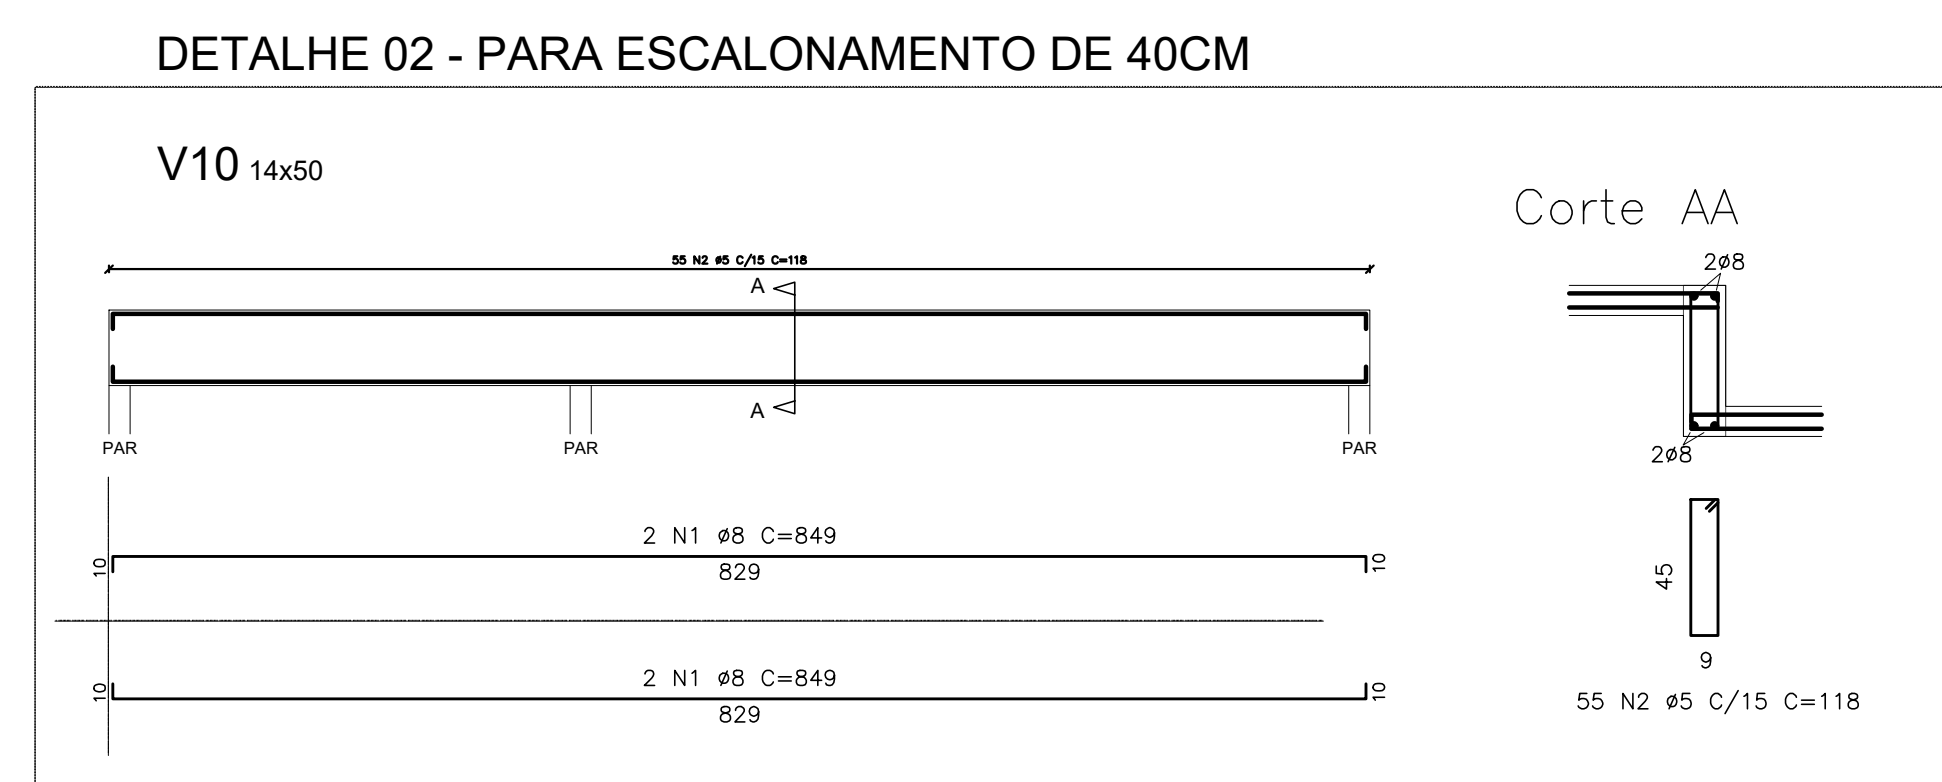 DETALHE 02 - PARA ESCALONAMENTO DE 40CM
V10 14x50
Corte AA
55 N2 ø5 C/15 C=118
2ø8
A
A
PAR
PAR
PAR
2ø8
2 N1 ø8 C=849
10
829
10
45
9
2 N1 ø8 C=849
10
829
10
55 N2 ø5 C/15 C=118